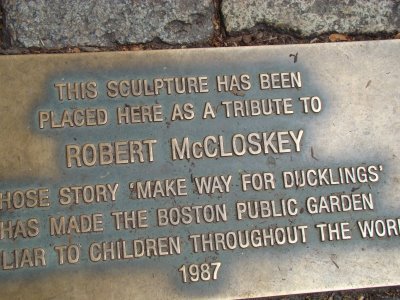 THIS SCULPTURE HAS BEEN
PLACED HERE AS A TRIBUTE TO
ROBERT McCLOSKEY
HOSE STORY 'MAKE WAY FOR DUCKLINGS'
HAS MADE THE BOSTON PUBLIC GARDEN
LIAR TO CHILDREN THROUGHOUT THE WOR
1987